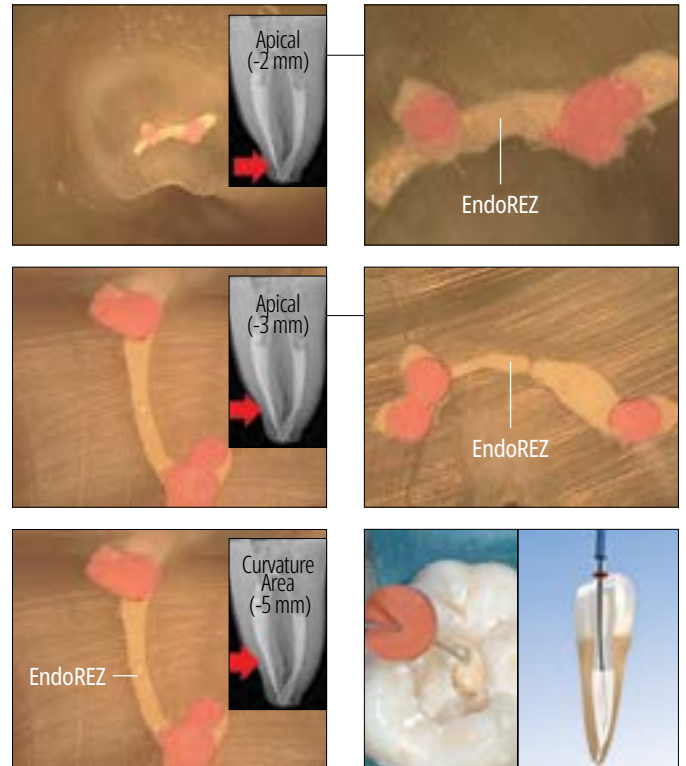 Apical
(-2 mm)
EndoREZ
Apical
(-3 mm)
EndoREZ
Curvature
Area
(-5 mm)
EndoREZ